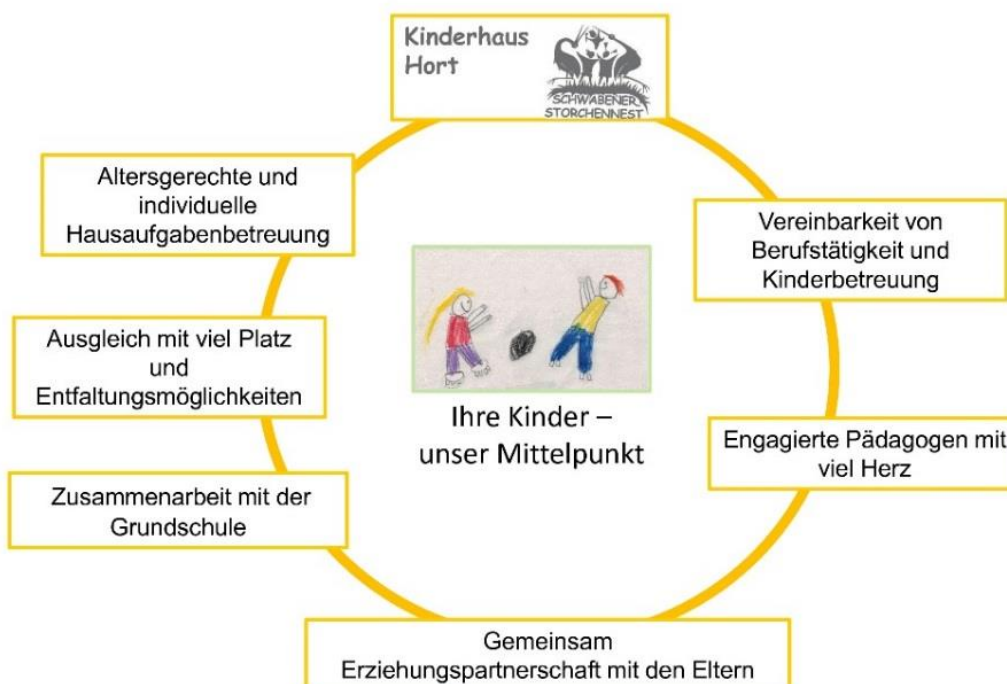 Kinderhaus
Hort
SCHWABENER
STORCHENNEST
Altersgerechte und
individuelle
Hausaufgabenbetreuung
Vereinbarkeit von
Berufstätigkeit und
Kinderbetreuung
Ausgleich mit viel Platz
und
Entfaltungsmöglichkeiten
Ihre Kinder –
unser Mittelpunkt
Engagierte Pädagogen mit
viel Herz
Zusammenarbeit mit der
Grundschule
Gemeinsam
Erziehungspartnerschaft mit den Eltern